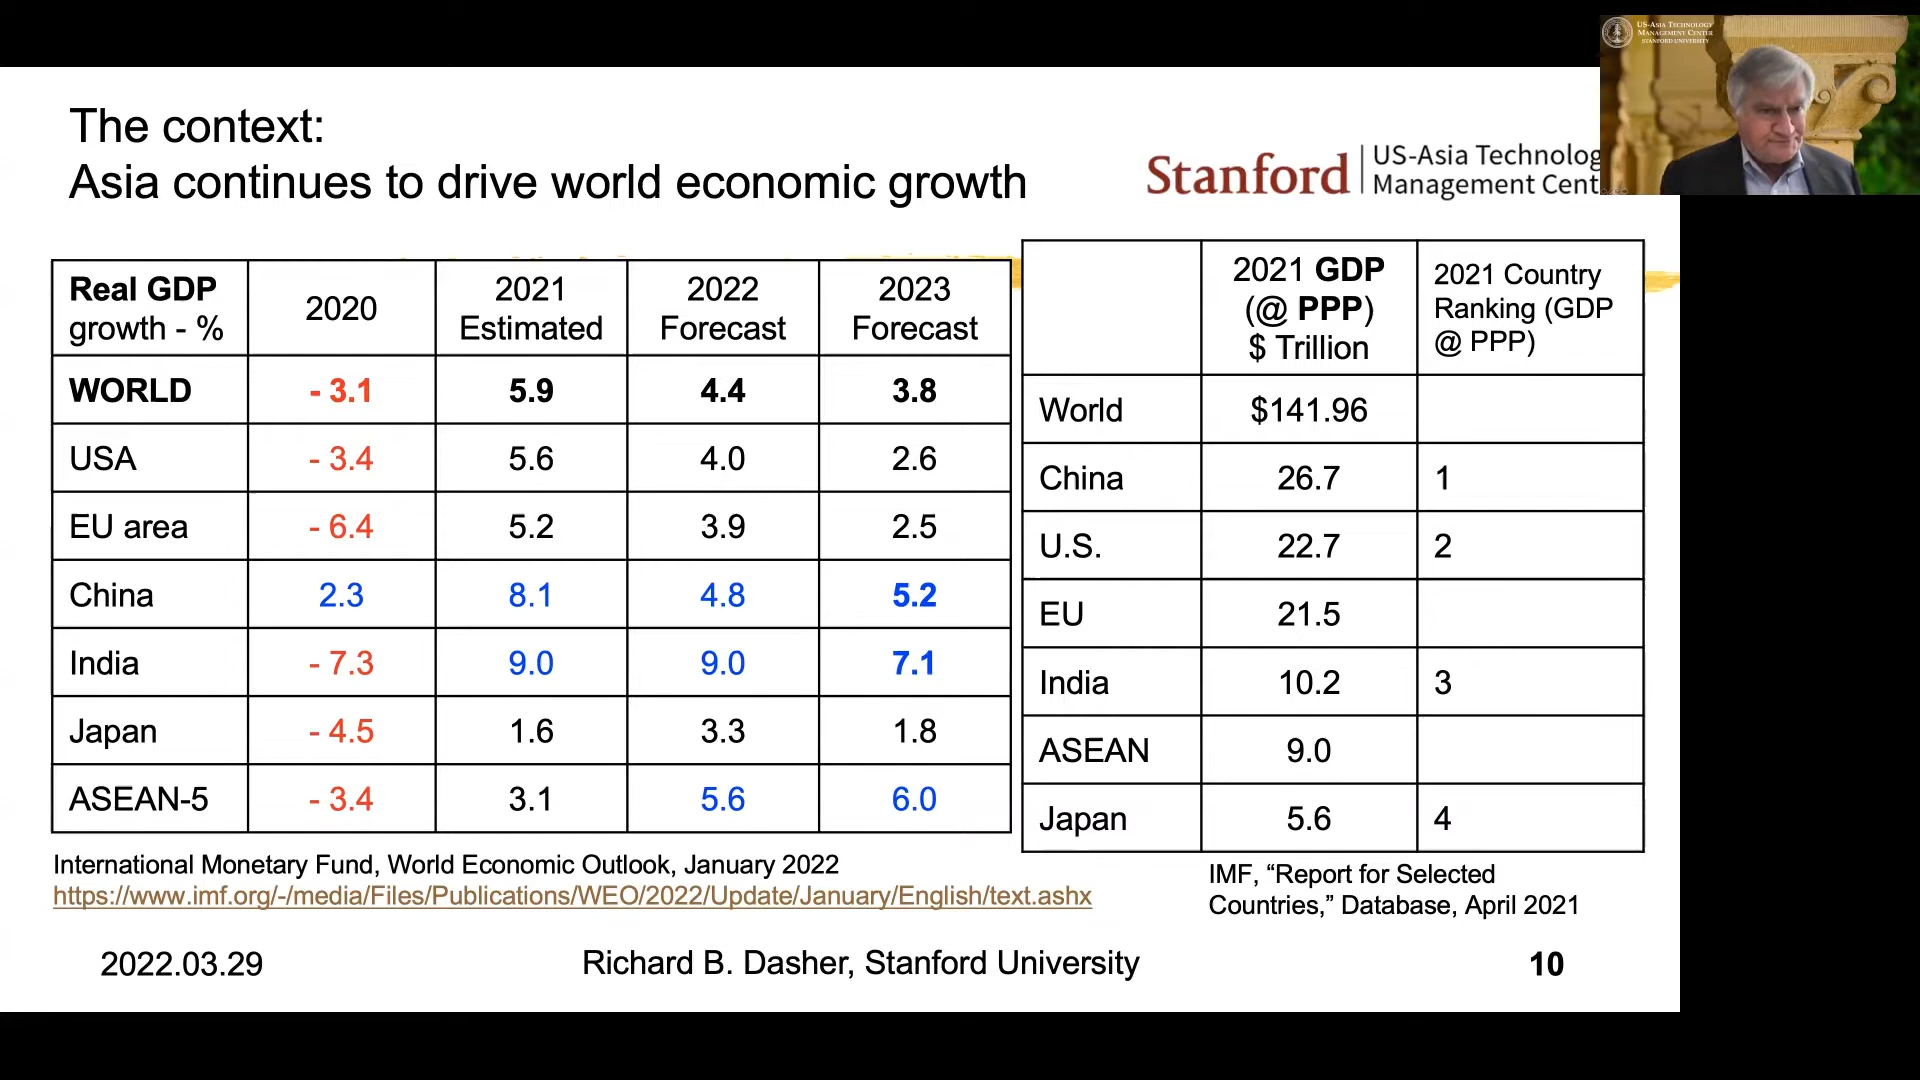 US-ASIA TECHNOLOGY
MANAGEMENT CENTER
STANFORD UNIVERSITY
The context:
Asia continues to drive world economic growth
Stanford
US-Asia Technolog
Management Cent
Real GDP growth - % 2020 2021 Estimated 2022 Forecast 2023 Forecast
WORLD - 3.1 5.9 4.4 3.8
USA - 3.4 5.6 4.0 2.6
EU area - 6.4 5.2 3.9 2.5
China 2.3 8.1 4.8 5.2
India - 7.3 9.0 9.0 7.1
Japan - 4.5 1.6 3.3 1.8
ASEAN-5 - 3.4 3.1 5.6 6.0
2021 GDP (@ PPP) $ Trillion 2021 Country Ranking (GDP @ PPP)
World $141.96
China 26.7 1
U.S. 22.7 2
EU 21.5
India 10.2 3
ASEAN 9.0
Japan 5.6 4
International Monetary Fund, World Economic Outlook, January 2022
https://www.imf.org/-/media/Files/Publications/WEO/2022/Update/January/English/text.ashx
IMF, “Report for Selected
Countries,” Database, April 2021
2022.03.29
Richard B. Dasher, Stanford University
10